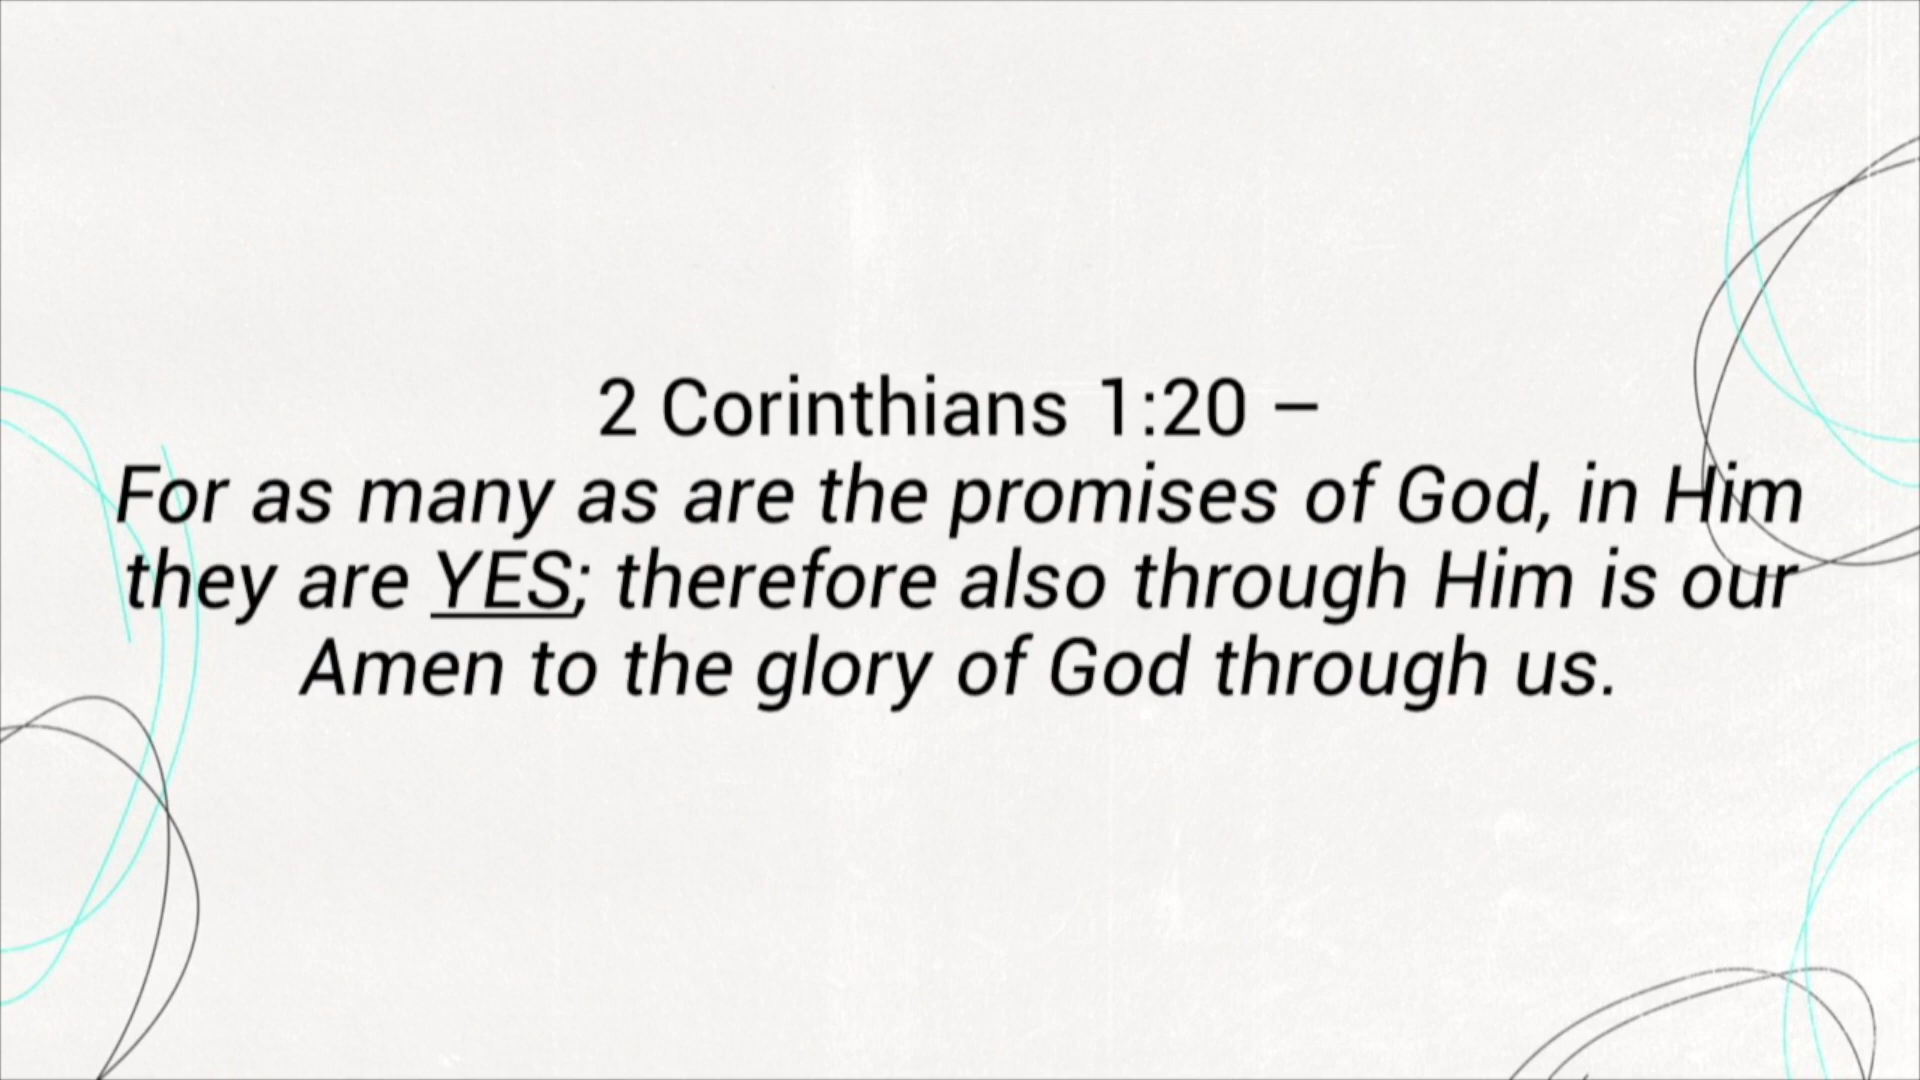 2 Corinthians 1:20 –
For as many as are the promises of God, in Him
they are YES; therefore also through Him is our
Amen to the glory of God through us.